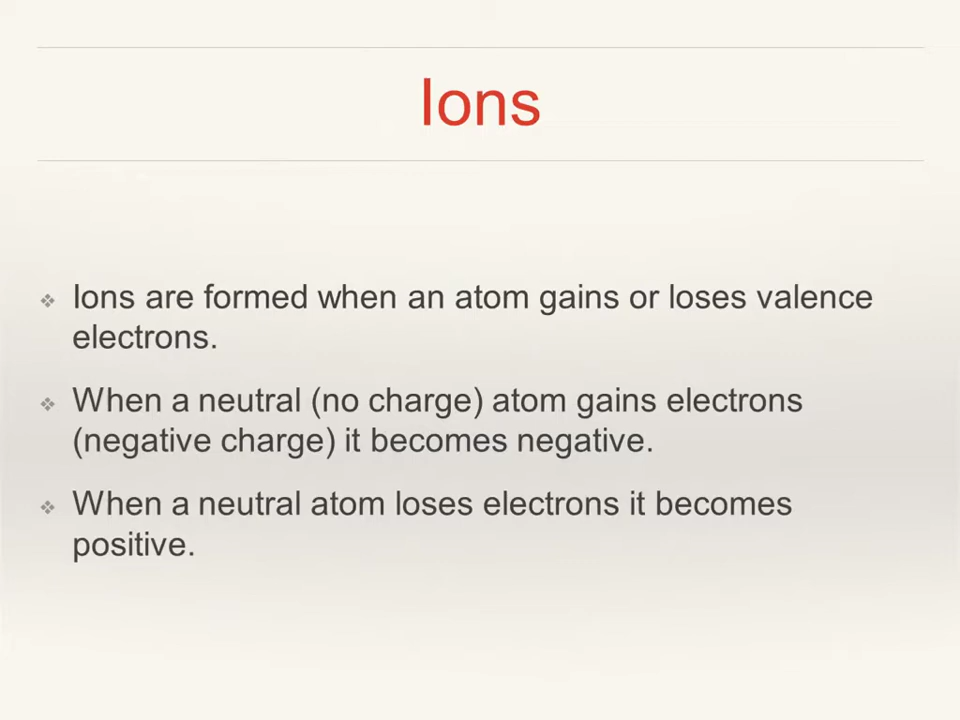 Ions
Ions are formed when an atom gains or loses valence
electrons.
When a neutral (no charge) atom gains electrons
(negative charge) it becomes negative.
When a neutral atom loses electrons it becomes
positive.